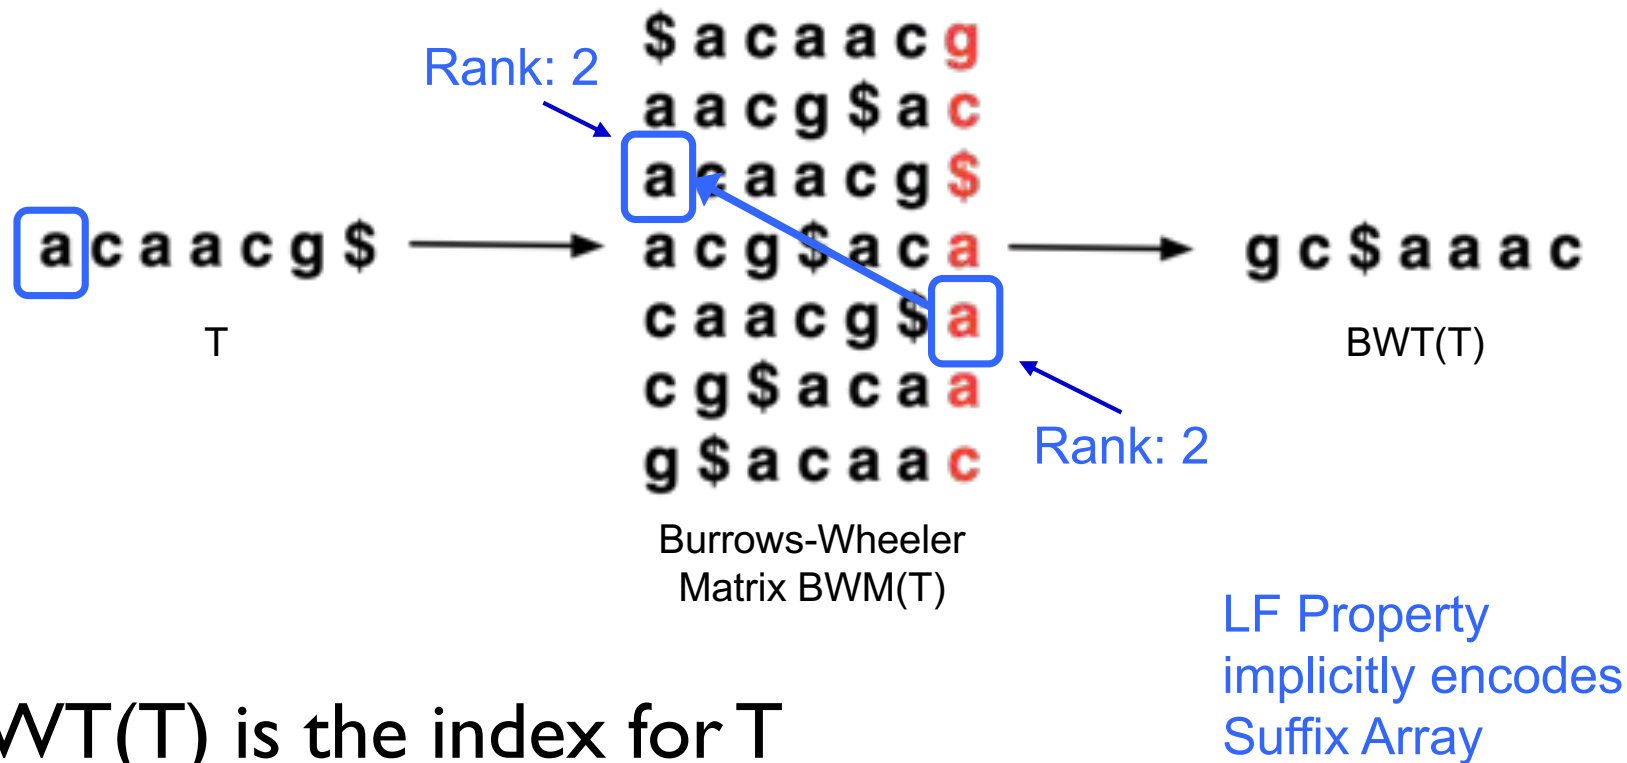 $ a c a a c g
Rank: 2
a a c g $ a c
a c a a c g $
a c a a c g $
a c g $ a c a
g c $ a a a c
c a a c g $ a
T
BWT(T)
c g $ a c a a
Rank: 2
g $ a c a a c
Burrows-Wheeler
Matrix BWM(T)
LF Property
implicitly encodes
Suffix Array
WT(T) is the index for T